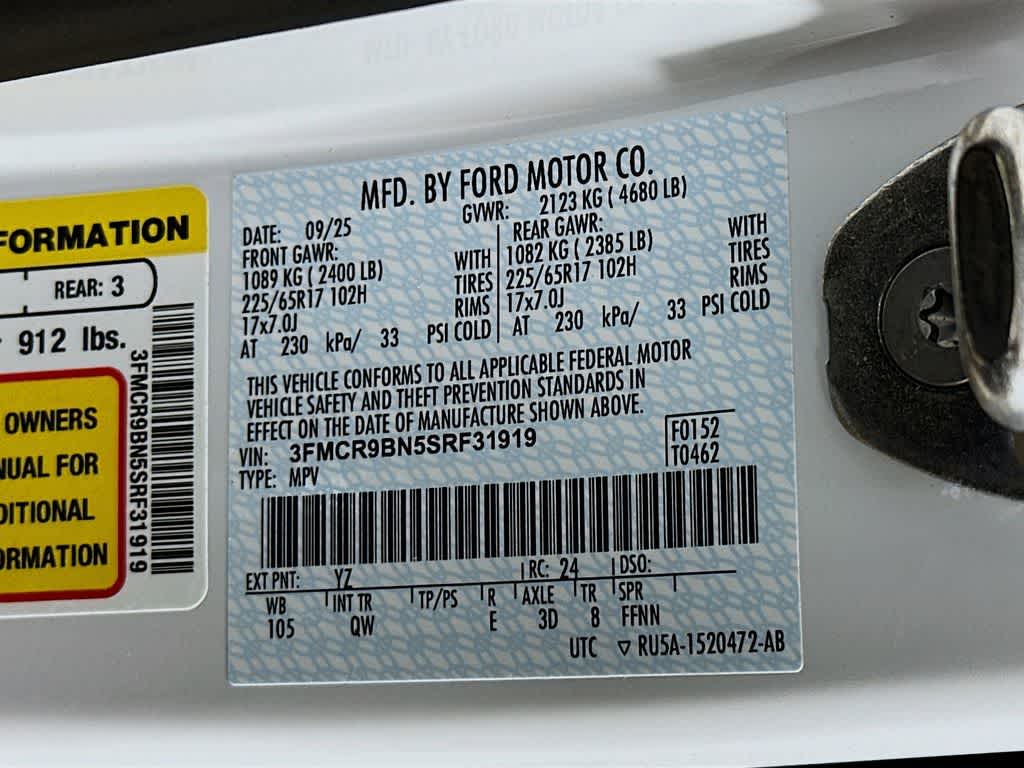 FORMATION
REAR: 3
912 lbs.
OWNERS
NUAL FOR
DITIONAL
ORMATION
3FMCR9BN5SRF31919
MFD. BY FORD MOTOR CO.
DATE: 09/25 GVWR: 2123 KG ( 4680 LB)
FRONT GAWR: WITH REAR GAWR: WITH
1089 KG ( 2400 LB) TIRES 1082 KG ( 2385 LB) TIRES
225/65R17 102H RIMS 225/65R17 102H RIMS
17x7.0J 17x7.0J
AT 230 kPa/ 33 PSI COLD AT 230 kPa/ 33 PSI COLD
THIS VEHICLE CONFORMS TO ALL APPLICABLE FEDERAL MOTOR
VEHICLE SAFETY AND THEFT PREVENTION STANDARDS IN
EFFECT ON THE DATE OF MANUFACTURE SHOWN ABOVE.
VIN: 3FMCR9BN5SRF31919 F0152
TYPE: MPV T0462
EXT PNT: YZ RC: 24 DSO:
WB INT TR TP/PS R AXLE TR SPR
105 QW E 3D 8 FFNN
UTC ▽ RU5A-1520472-AB